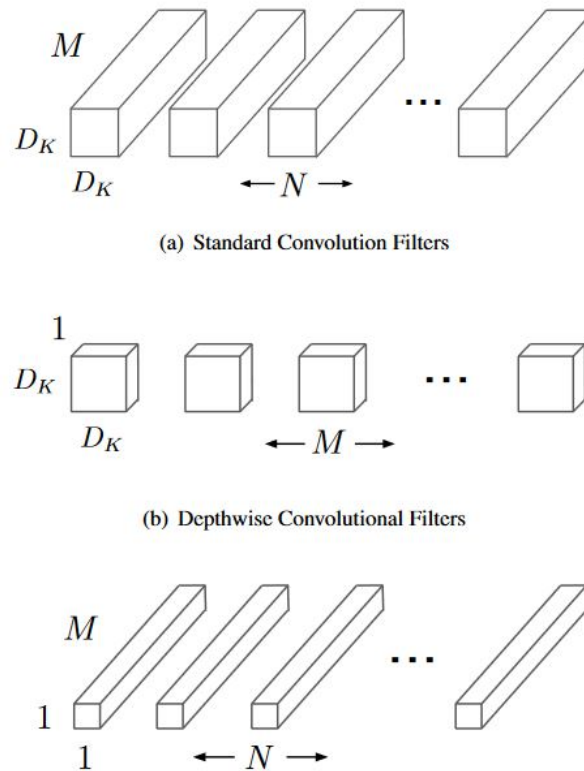 M
D_K
D_K
N
...
(a) Standard Convolution Filters
1
D_K
D_K
M
...
(b) Depthwise Convolutional Filters
M
1
1
N
...